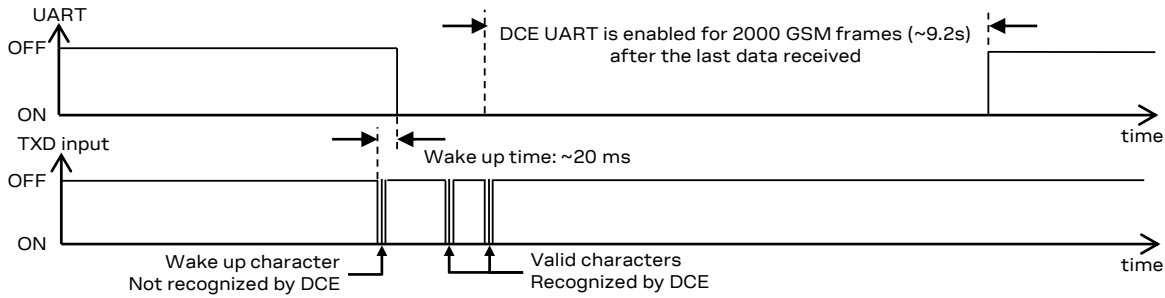 UART
OFF
DCE UART is enabled for 2000 GSM frames (~9.2s)
after the last data received
ON
time
TXD input
Wake up time: ~20 ms
OFF
ON
time
Wake up character
Not recognized by DCE
Valid characters
Recognized by DCE